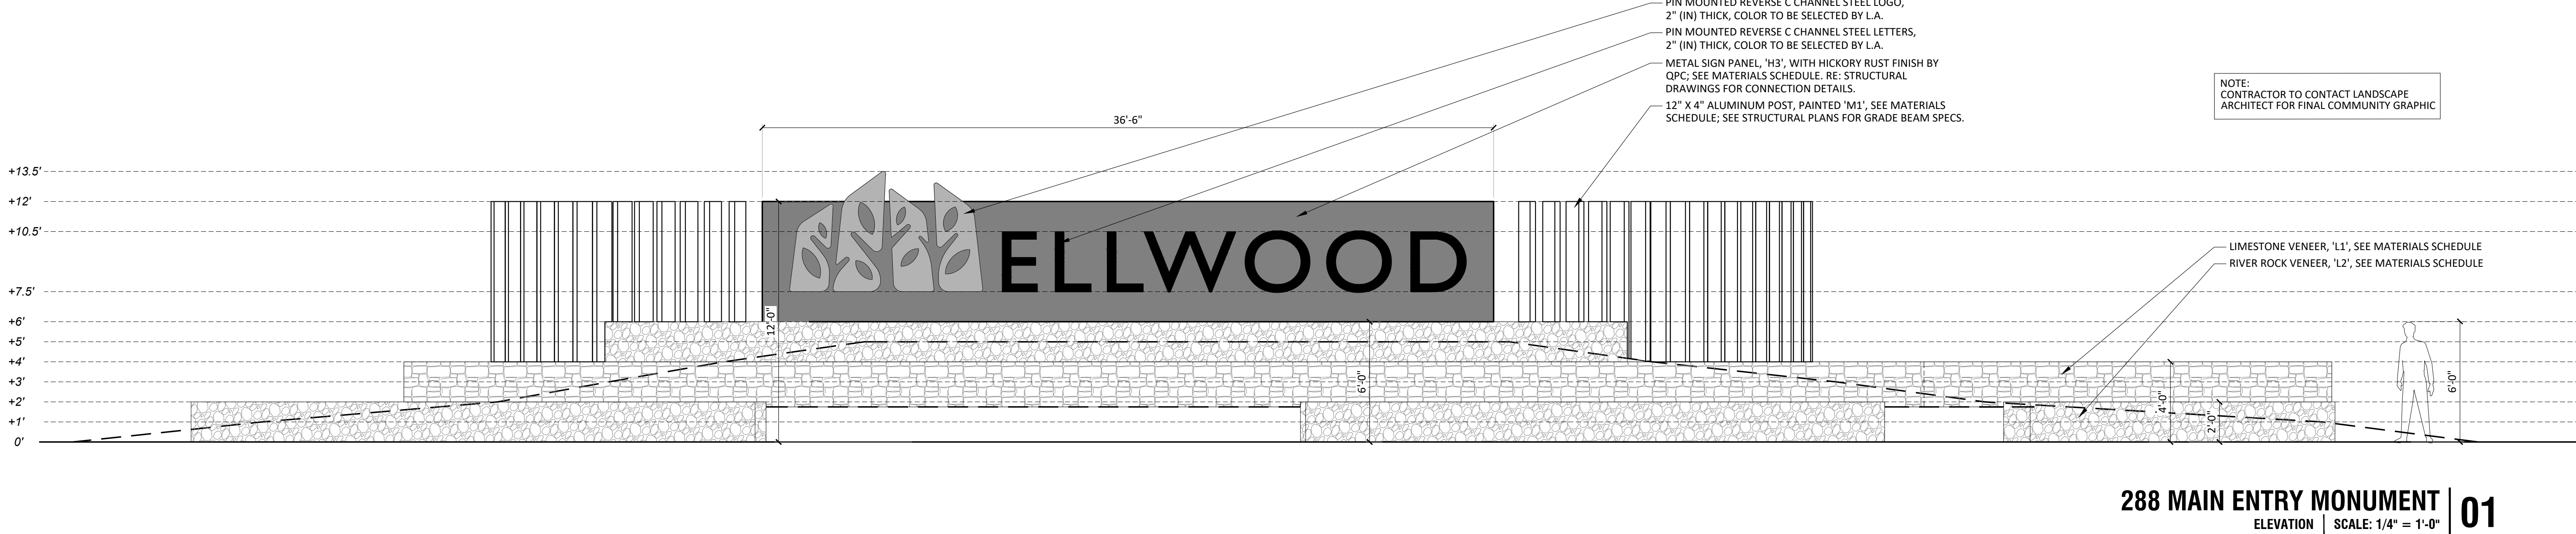 PIN MOUNTED REVERSE C CHANNEL STEEL LOGO,
2" (IN) THICK, COLOR TO BE SELECTED BY L.A.
PIN MOUNTED REVERSE C CHANNEL STEEL LETTERS,
2" (IN) THICK, COLOR TO BE SELECTED BY L.A.
METAL SIGN PANEL, 'H3', WITH HICKORY RUST FINISH BY
QPC; SEE MATERIALS SCHEDULE. RE: STRUCTURAL
DRAWINGS FOR CONNECTION DETAILS.
12" X 4" ALUMINUM POST, PAINTED 'M1', SEE MATERIALS
SCHEDULE; SEE STRUCTURAL PLANS FOR GRADE BEAM SPECS.
NOTE:
CONTRACTOR TO CONTACT LANDSCAPE
ARCHITECT FOR FINAL COMMUNITY GRAPHIC
36'-6"
+13.5'
+12'
+10.5'
+7.5'
+6'
+5'
+4'
+3'
+2'
+1'
0'
ELLWOOD
12'-0"
6'-0"
LIMESTONE VENEER, 'L1', SEE MATERIALS SCHEDULE
RIVER ROCK VENEER, 'L2', SEE MATERIALS SCHEDULE
4'-0"
2'-0"
6'-0"
288 MAIN ENTRY MONUMENT
ELEVATION SCALE: 1/4" = 1'-0"
01